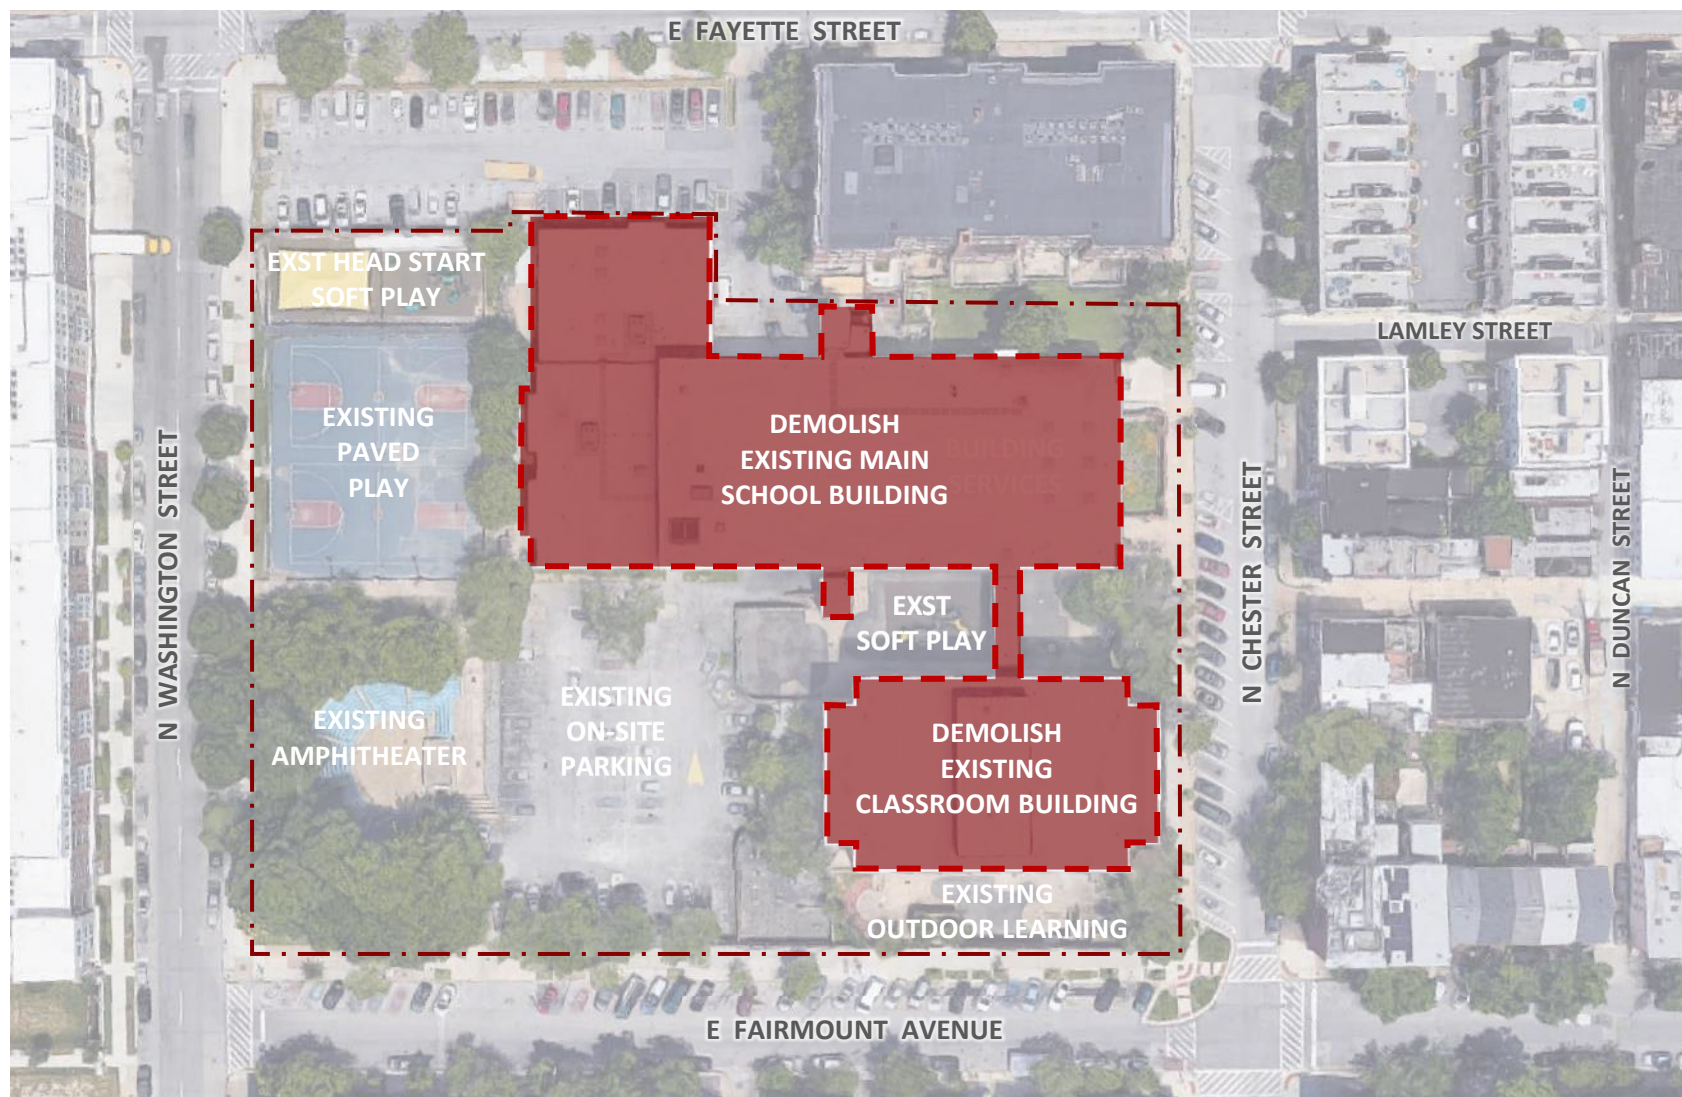 E FAYETTE STREET
EXST HEAD START
SOFT PLAY
LAMLEY STREET
EXISTING
PAVED
PLAY
DEMOLISH
EXISTING MAIN
SCHOOL BUILDING
BUILDING
SERVICES
N WASHINGTON STREET
N CHESTER STREET
N DUNCAN STREET
EXST
SOFT PLAY
EXISTING
ON-SITE
PARKING
EXISTING
AMPHITHEATER
DEMOLISH
EXISTING
CLASSROOM BUILDING
EXISTING
OUTDOOR LEARNING
E FAIRMOUNT AVENUE